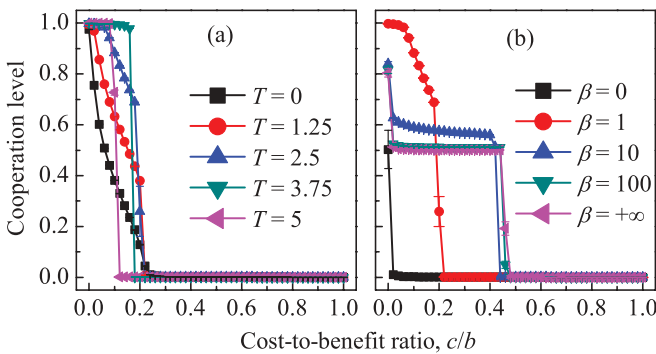 (a)
(b)
Cooperation level
1.0
0.8
0.6
0.4
0.2
0.0
T = 0
T = 1.25
T = 2.5
T = 3.75
T = 5
β = 0
β = 1
β = 10
β = 100
β = +∞
0.0 0.2 0.4 0.6 0.8 1.0
0.0 0.2 0.4 0.6 0.8 1.0
Cost-to-benefit ratio, c/b